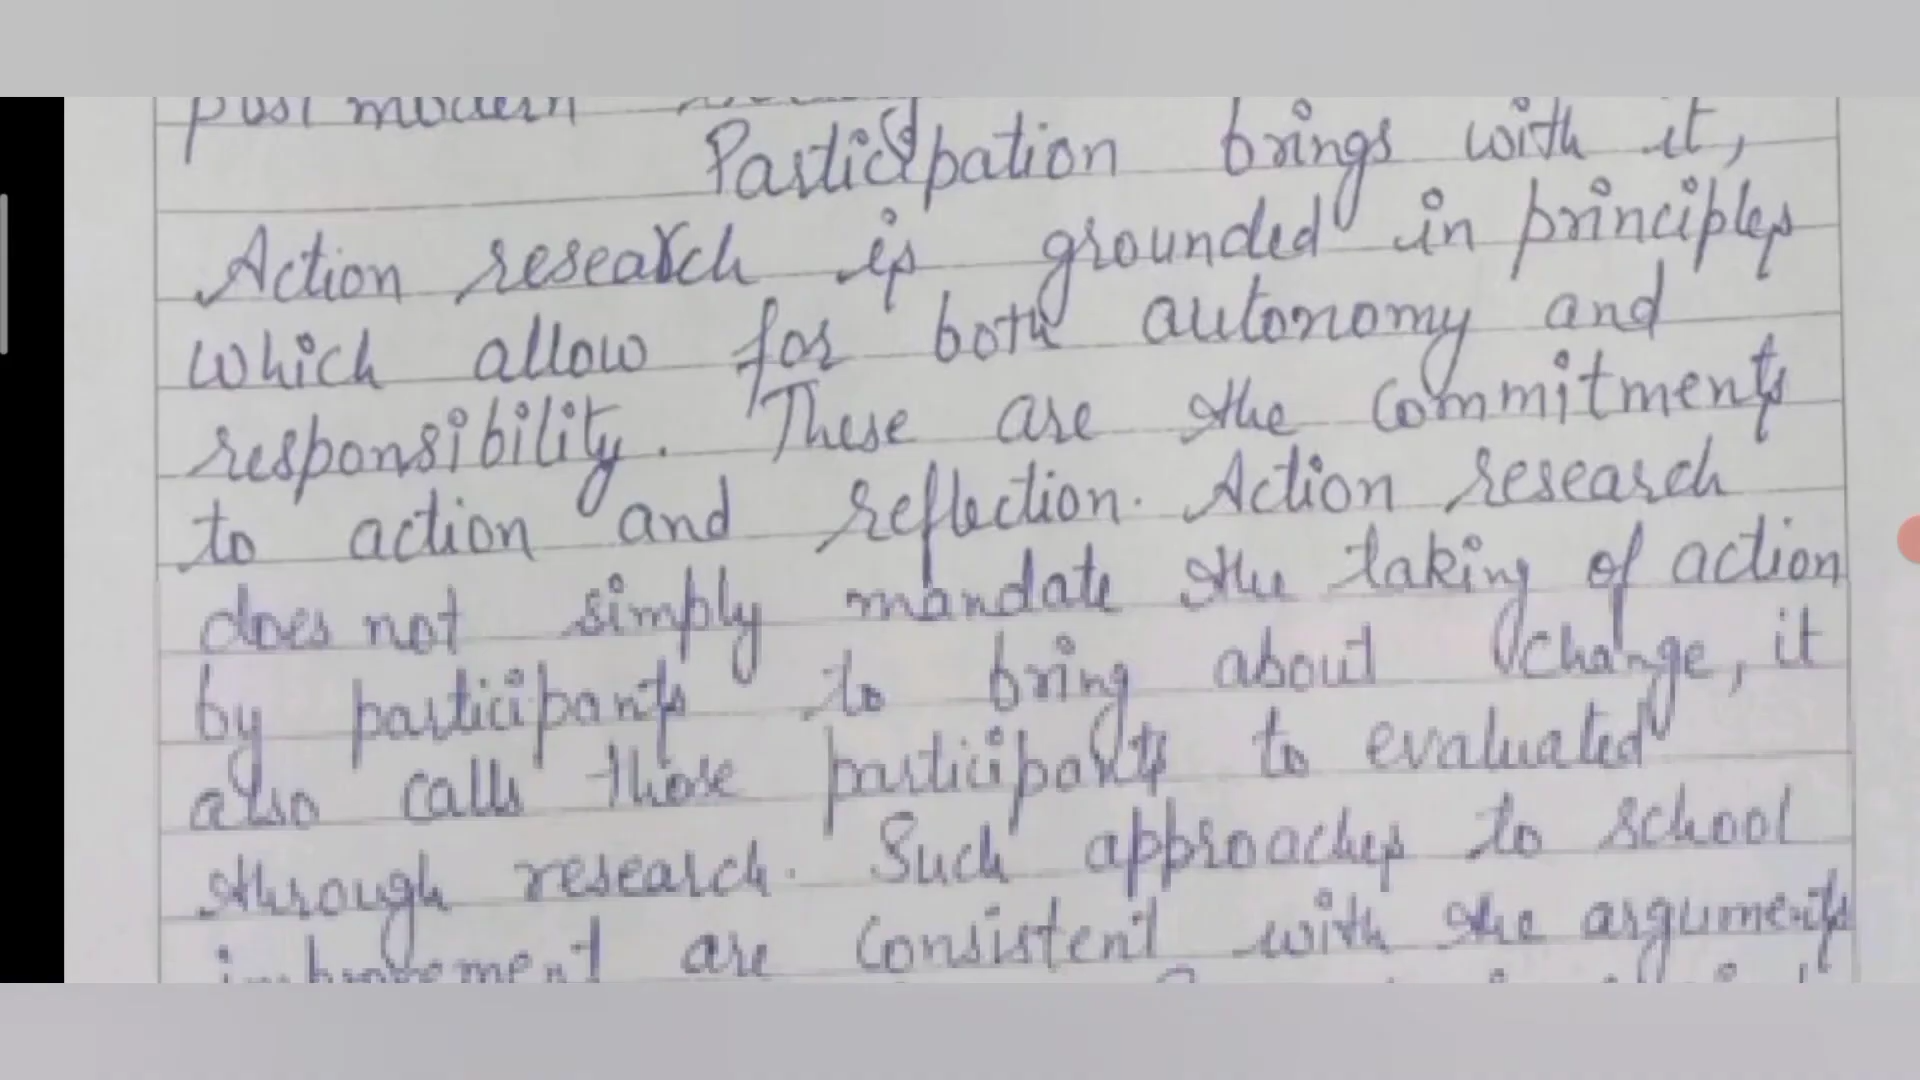 post modern
Participation brings with it,
Action research is grounded in principles
which allow for both autonomy and
responsibility. These are the commitments
to action and reflection. Action research
does not simply mandate the taking of action
by participants to bring about change, it
also calls those participants to evaluated
through research. Such approaches to school
improvement are consistent with the arguments